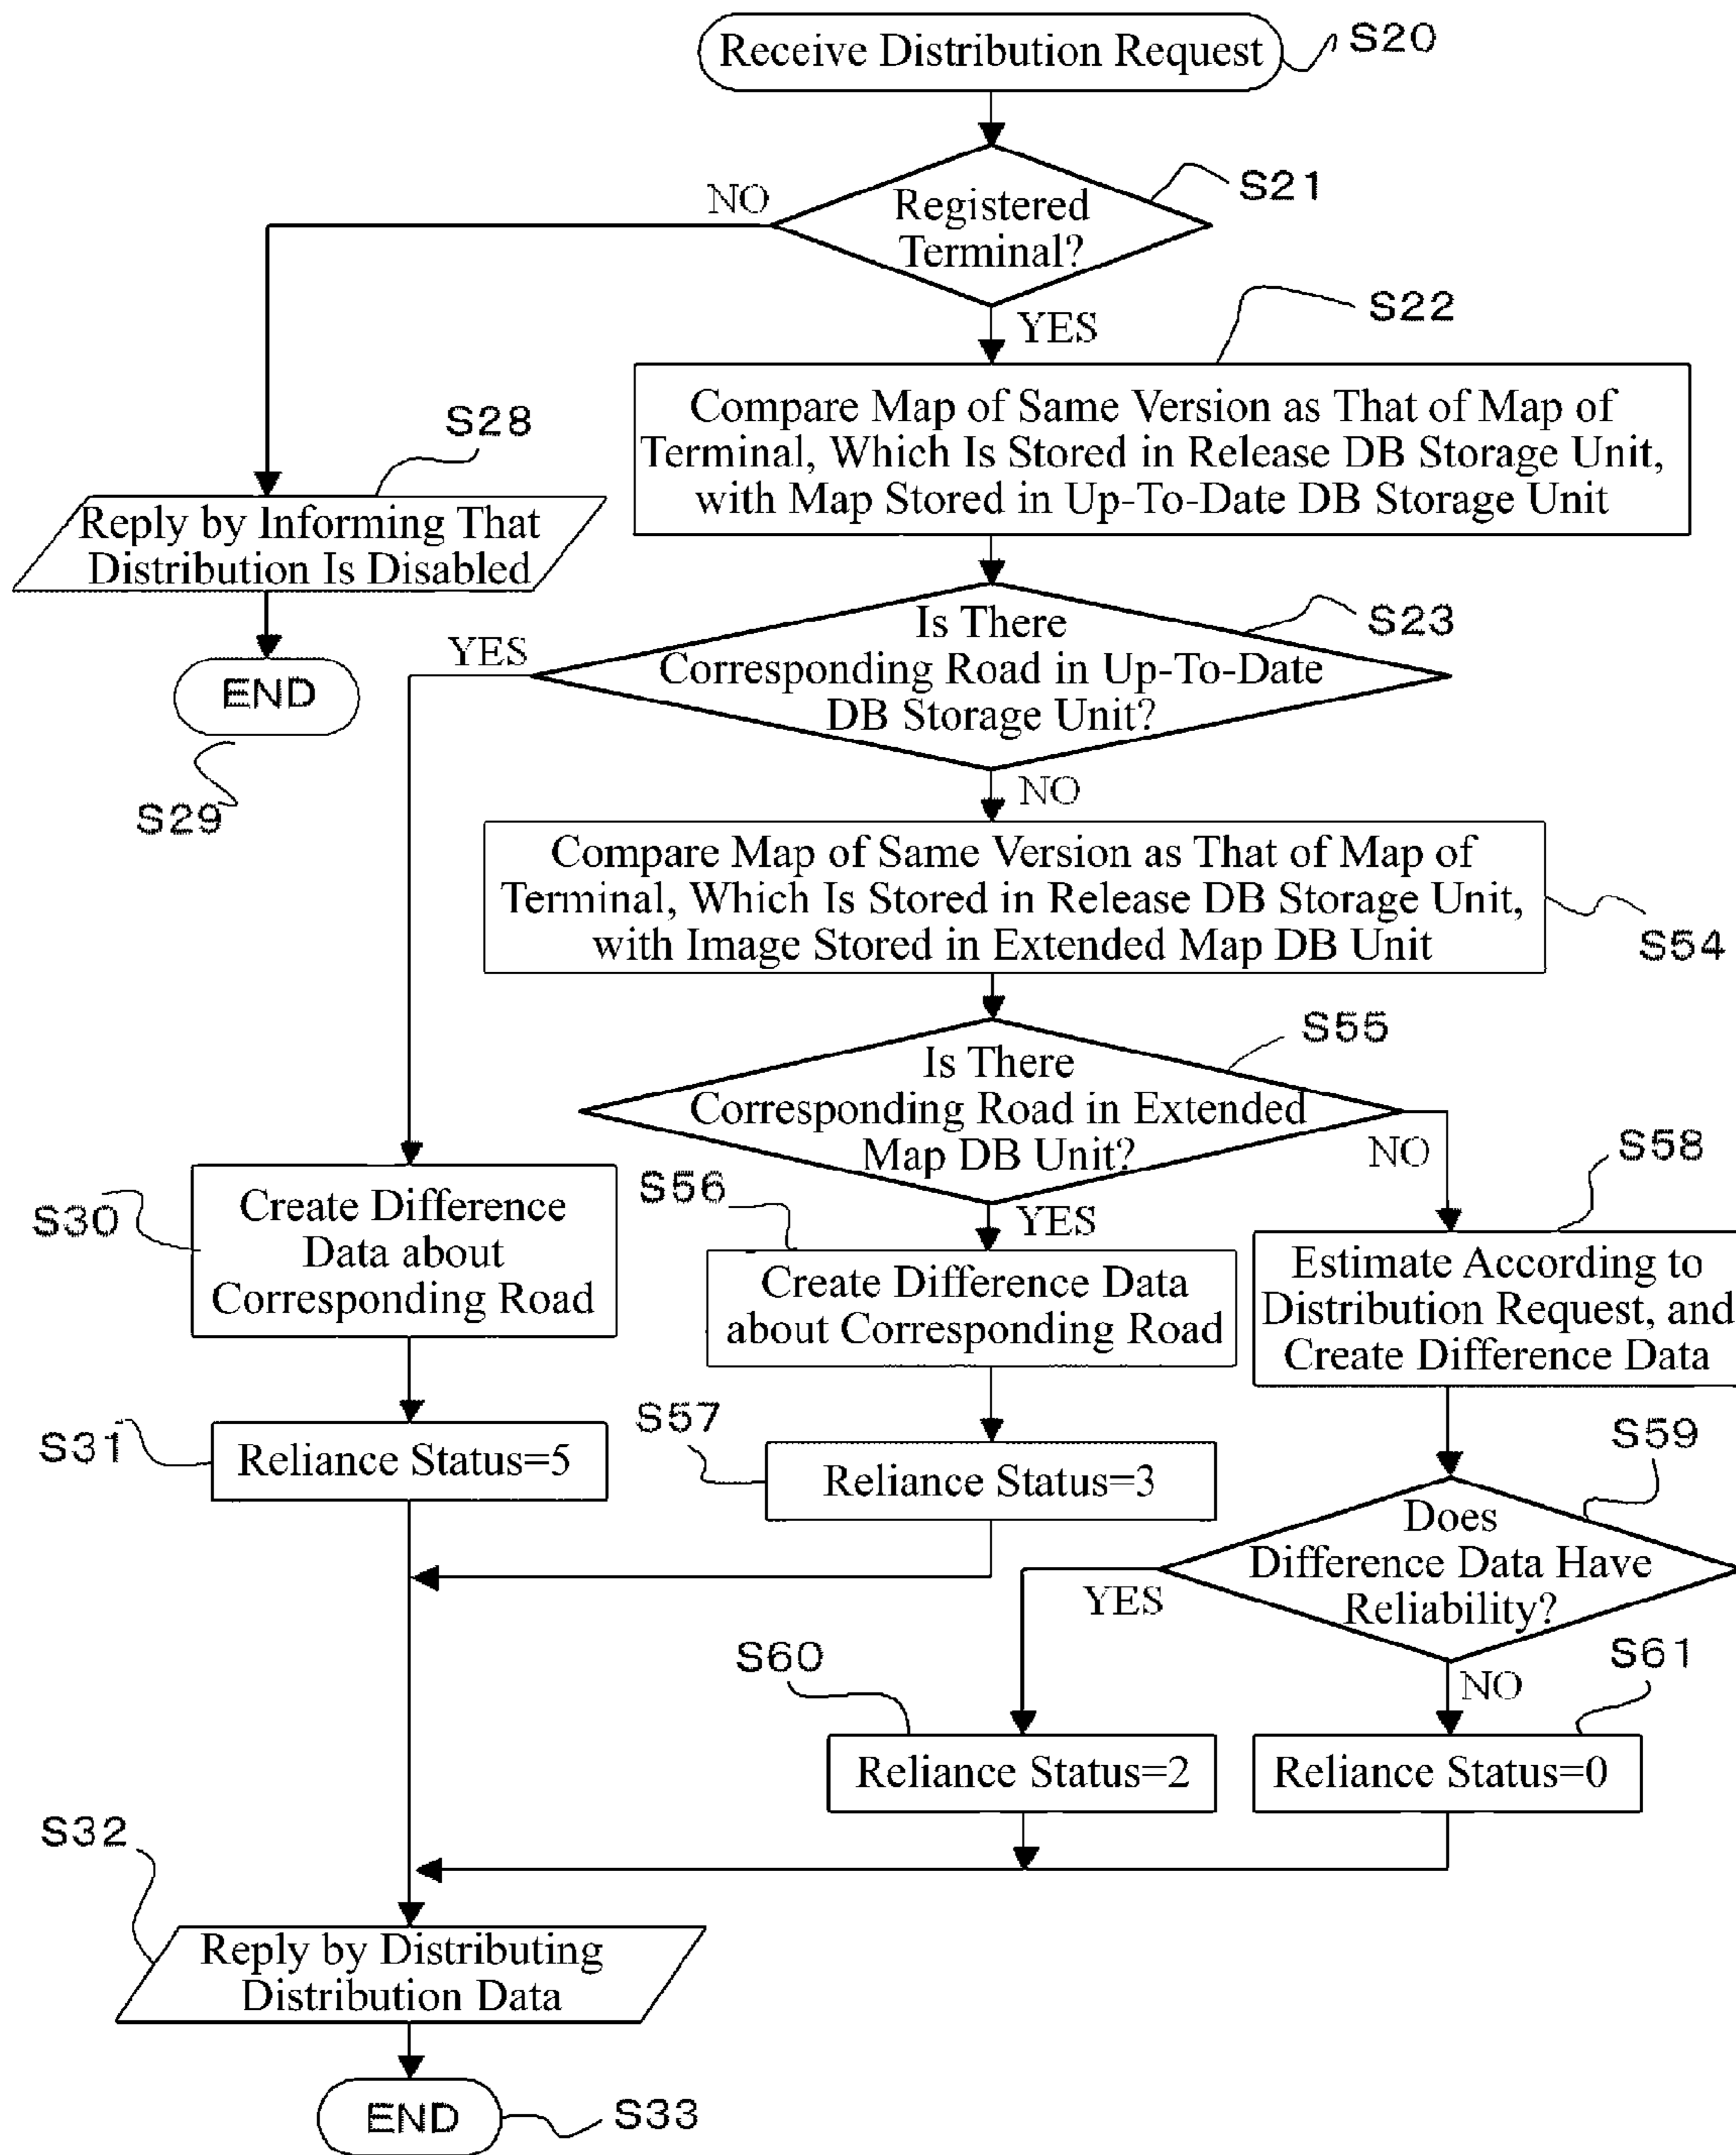 Receive Distribution Request
S20
NO
Registered
Terminal?
S21
YES
S22
Compare Map of Same Version as That of Map of
Terminal, Which Is Stored in Release DB Storage Unit,
with Map Stored in Up-To-Date DB Storage Unit
S28
Reply by Informing That
Distribution Is Disabled
END
S29
YES
Is There
Corresponding Road in Up-To-Date
DB Storage Unit?
S23
NO
Compare Map of Same Version as That of Map of
Terminal, Which Is Stored in Release DB Storage Unit,
with Image Stored in Extended Map DB Unit
S54
Is There
Corresponding Road in Extended
Map DB Unit?
S55
NO
S58
S56
YES
S30
Create Difference
Data about
Corresponding Road
Create Difference Data
about Corresponding Road
Estimate According to
Distribution Request, and
Create Difference Data
S31
Reliance Status=5
S57
Reliance Status=3
S59
Does
Difference Data Have
Reliability?
YES
S60
NO
S61
Reliance Status=2
Reliance Status=0
S32
Reply by Distributing
Distribution Data
END
S33